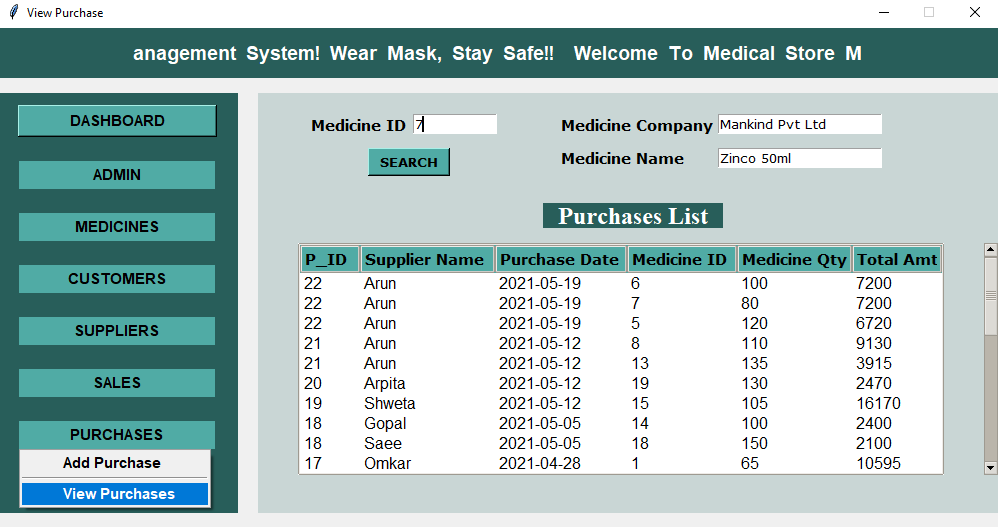 View Purchase
anagement System! Wear Mask, Stay Safe!! Welcome To Medical Store M
DASHBOARD
ADMIN
MEDICINES
CUSTOMERS
SUPPLIERS
SALES
PURCHASES
Add Purchase
View Purchases
Medicine ID 7 Medicine Company Mankind Pvt Ltd
SEARCH Medicine Name Zinco 50ml
Purchases List
P_ID Supplier Name Purchase Date Medicine ID Medicine Qty Total Amt
22 Arun 2021-05-19 6 100 7200
22 Arun 2021-05-19 7 80 7200
22 Arun 2021-05-19 5 120 6720
21 Arun 2021-05-12 8 110 9130
21 Arun 2021-05-12 13 135 3915
20 Arpita 2021-05-12 19 130 2470
19 Shweta 2021-05-12 15 105 16170
18 Gopal 2021-05-05 14 100 2400
18 Saee 2021-05-05 18 150 2100
17 Omkar 2021-04-28 1 65 10595